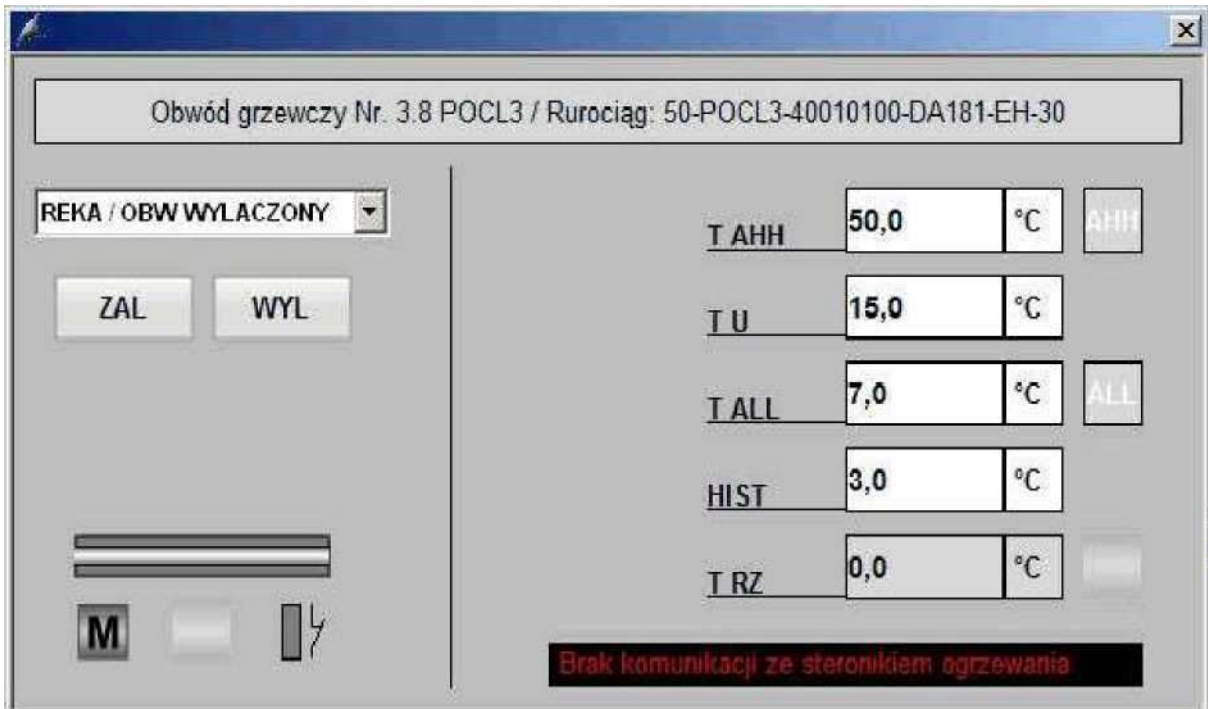 Obwód grzewczy Nr. 3.8 POCL3 / Rurociąg: 50-POCL3-40010100-DA181-EH-30
REKA / OBW WYLACZONY
ZAL WYL
M
T AHH 50,0 °C AHH
T U 15,0 °C
T ALL 7,0 °C ALL
HIST 3,0 °C
T RZ 0,0 °C
Brak komunikacji ze steronikiem ogrzewania